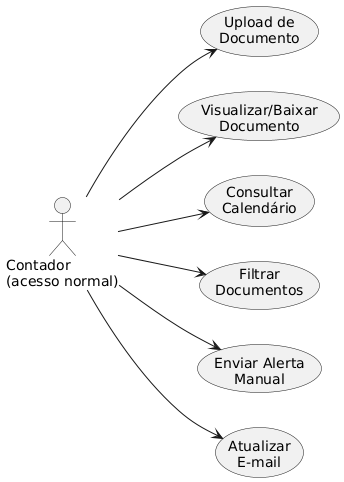 Upload de
Documento
Visualizar/Baixar
Documento
Consultar
Calendário
Contador
(acesso normal)
Filtrar
Documentos
Enviar Alerta
Manual
Atualizar
E-mail